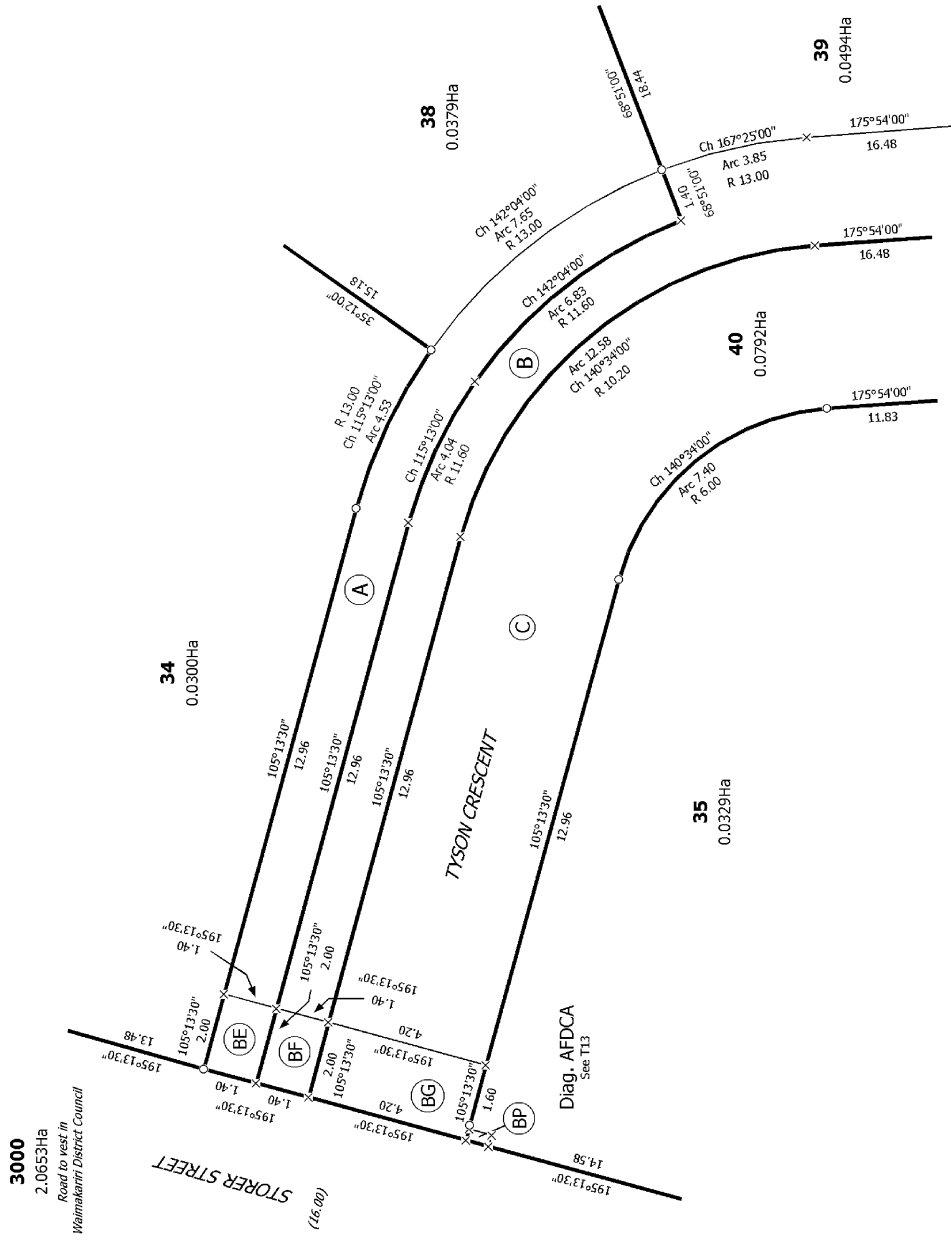 39
0.0494Ha
38
0.0379Ha
68°51'00"
18.44
Ch 167°25'00"
Arc 3.85
R 13.00
175°54'00"
16.48
1.40
68°51'00"
Ch 142°04'00"
Arc 7.65
R 13.00
15.18
35°12'00"
Ch 142°04'00"
Arc 6.83
R 11.60
175°54'00"
16.48
B
Arc 12.58
Ch 140°34'00"
R 10.20
40
0.0792Ha
R 13.00
Ch 115°13'00"
Arc 4.53
Ch 115°13'00"
Arc 4.04
R 11.60
175°54'00"
11.83
Ch 140°34'00"
Arc 7.40
R 6.00
A
C
34
0.0300Ha
105°13'30"
12.96
105°13'30"
12.96
105°13'30"
12.96
TYSON CRESCENT
105°13'30"
12.96
35
0.0329Ha
195°13'30"
1.40
105°13'30"
2.00
105°13'30"
2.00
1.40
195°13'30"
BE
BF
13.48
195°13'30"
1.40
1.40
195°13'30"
2.00
105°13'30"
4.20
195°13'30"
BG
4.20
195°13'30"
105°13'30"
1.60
BP
Diag. AFDCA
See T13
14.58
195°13'30"
3000
2.0653Ha
Road to vest in
Waimakariri District Council
STORER STREET
(16.00)